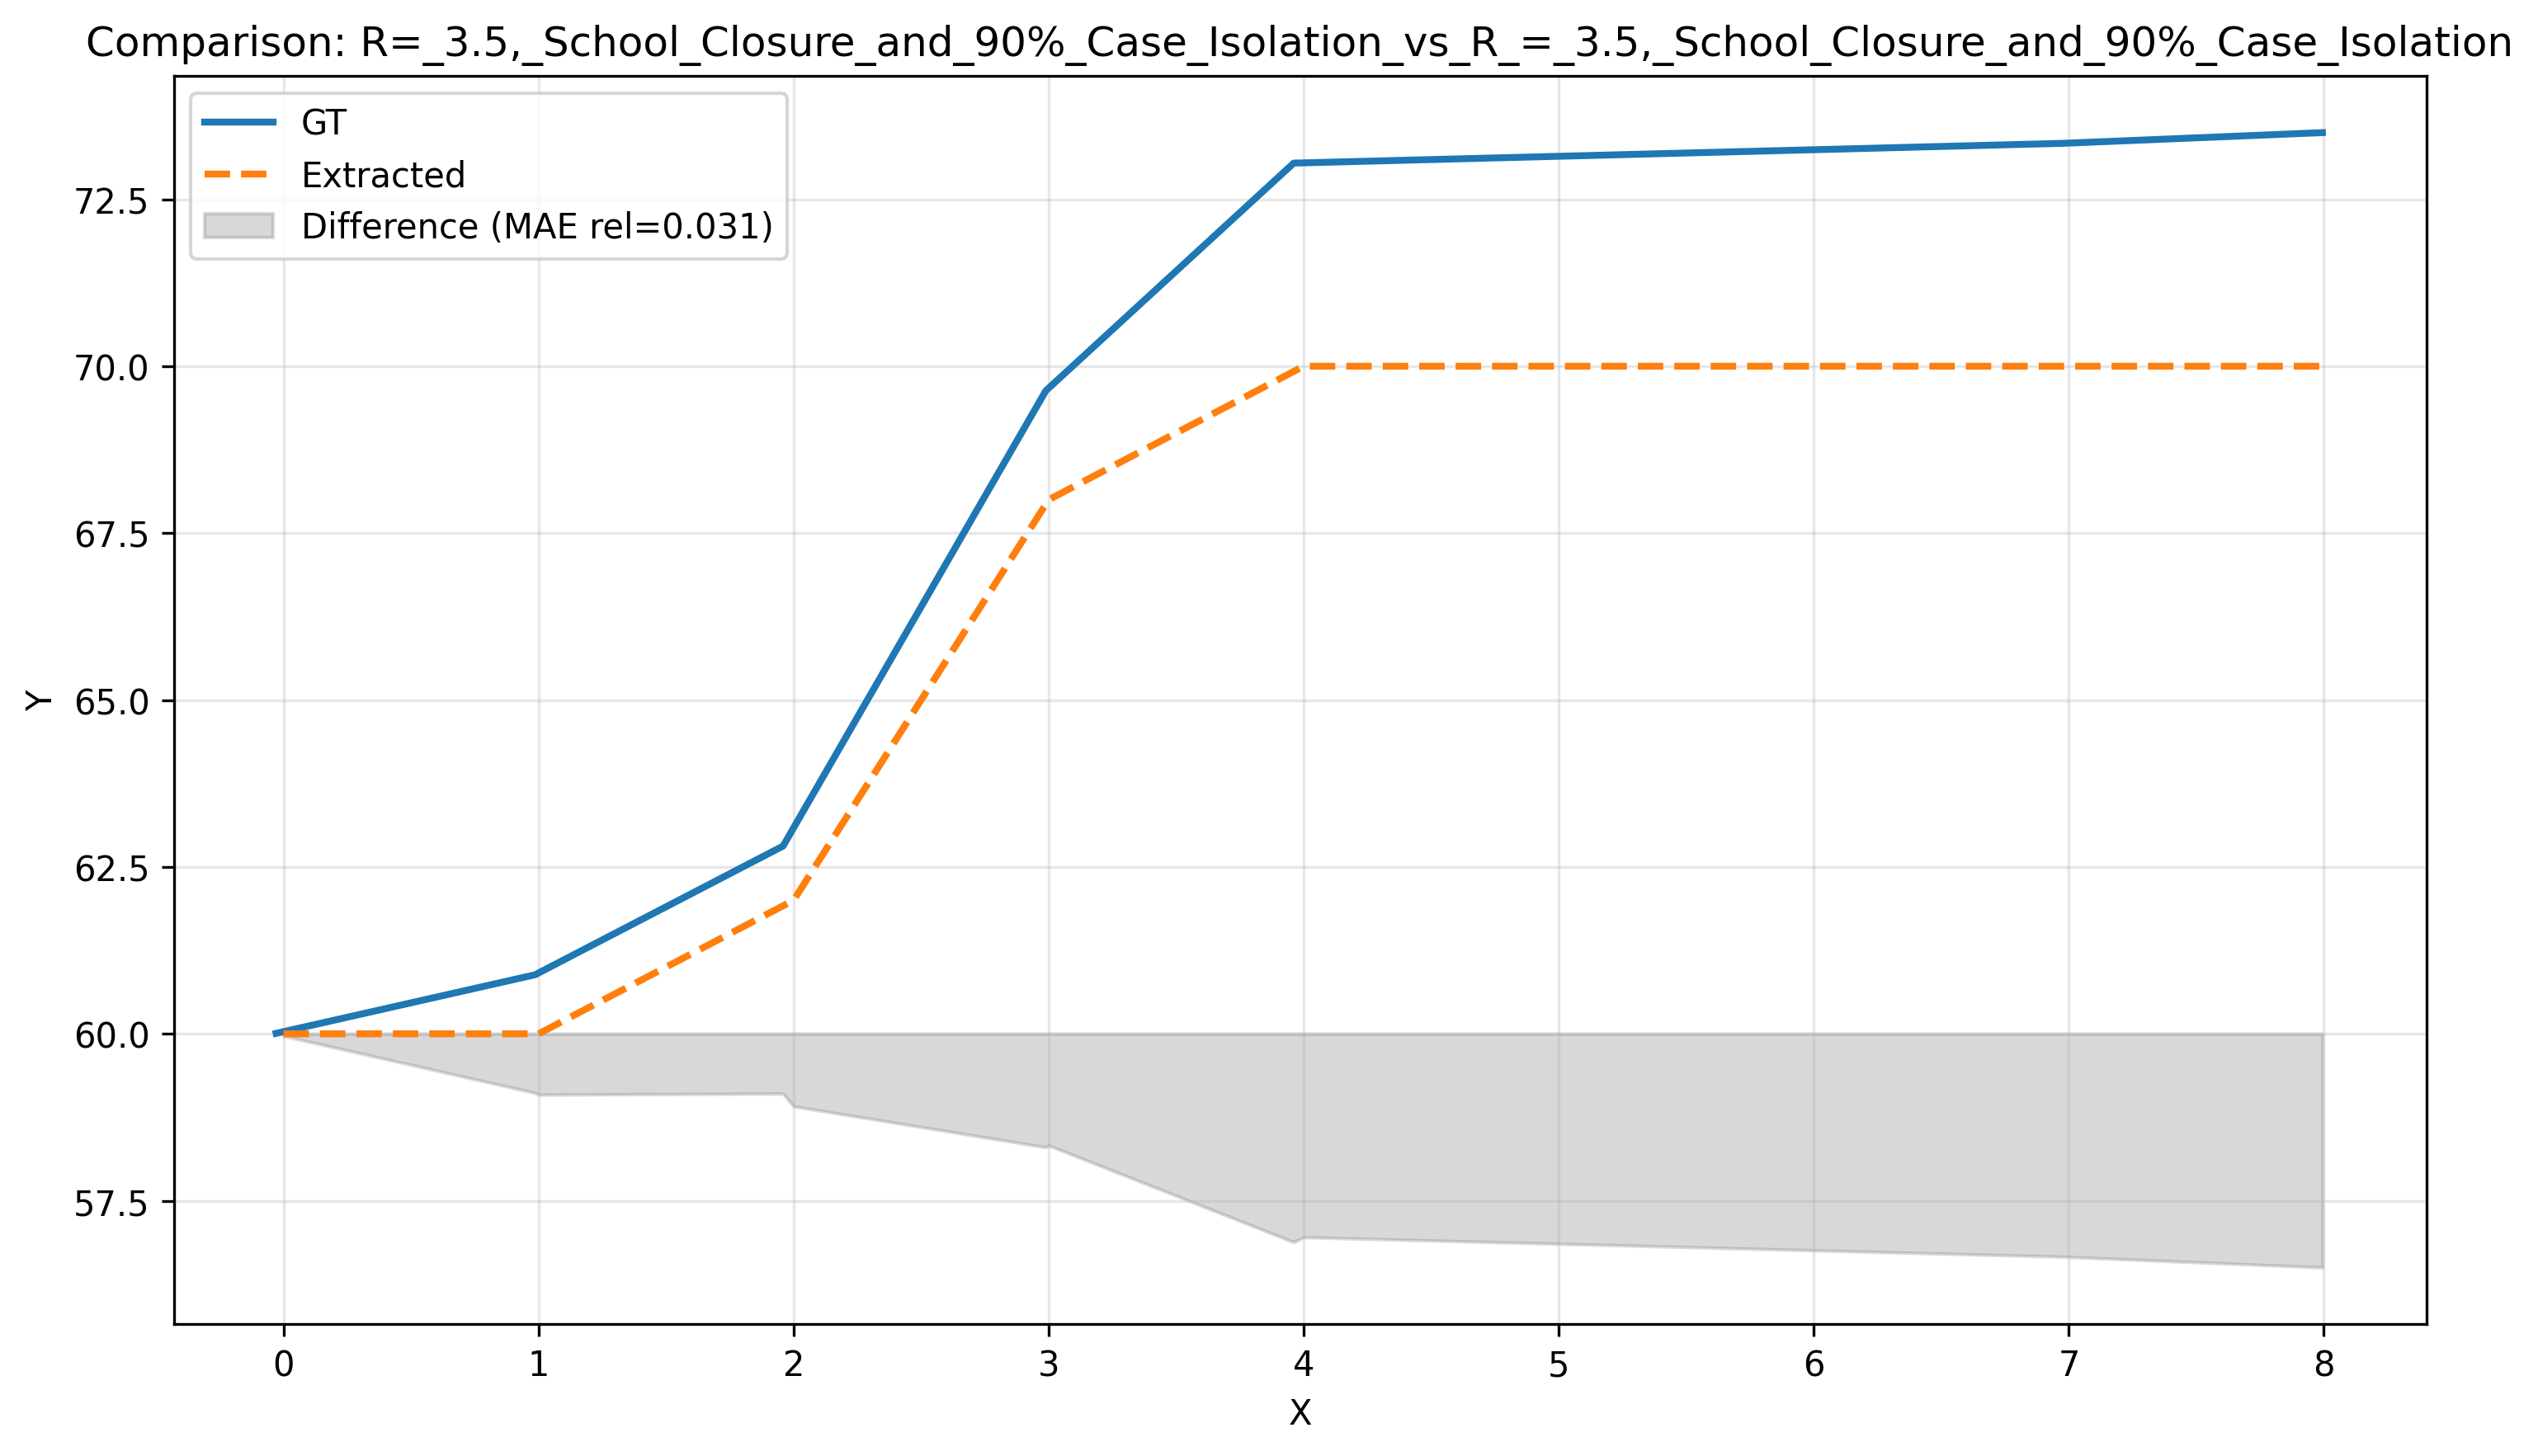 Comparison: R=_3.5,_School_Closure_and_90%_Case_Isolation_vs_R_=_3.5,_School_Closure_and_90%_Case_Isolation
GT
Extracted
Difference (MAE rel=0.031)
72.5
70.0
67.5
65.0
62.5
60.0
57.5
Y
0 1 2 3 4 5 6 7 8
X